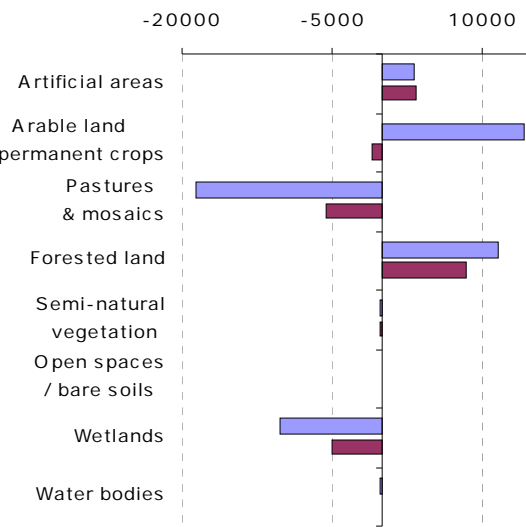 -20000 -5000 10000
Artificial areas
Arable land
permanent crops
Pastures
& mosaics
Forested land
Semi-natural
vegetation
Open spaces
/ bare soils
Wetlands
Water bodies